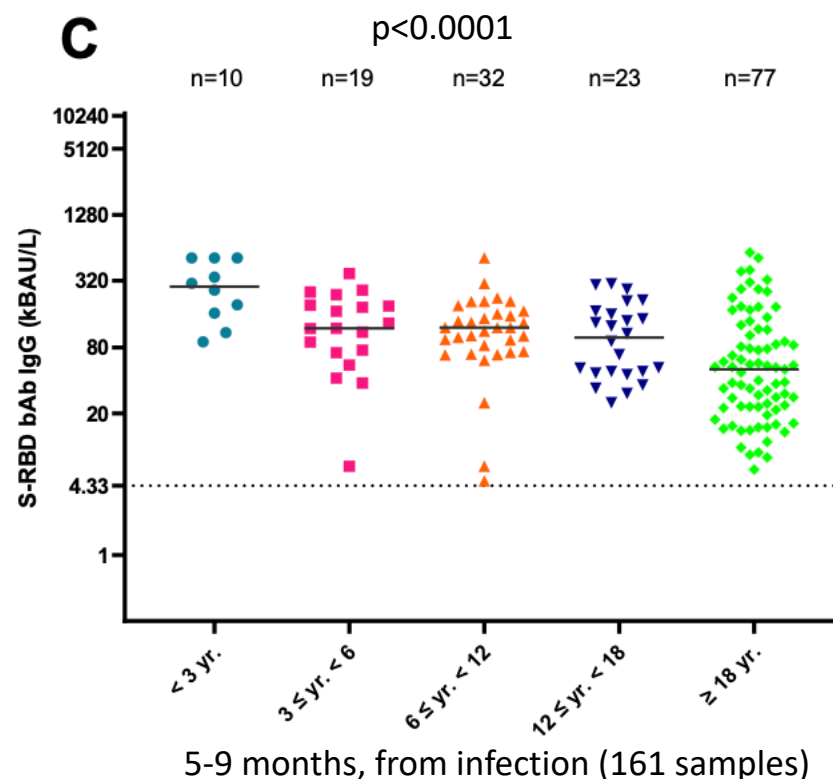 C
p<0.0001
n=10 n=19 n=32 n=23 n=77
10240
5120
1280
320
80
20
4.33
1
S-RBD bAb IgG (kBAU/L)
< 3 yr. 3 ≤ yr. < 6 6 ≤ yr. < 12 12 ≤ yr. < 18 ≥ 18 yr.
5-9 months, from infection (161 samples)